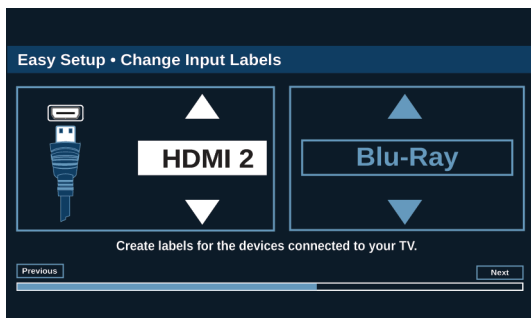 Easy Setup • Change Input Labels
HDMI 2
Blu-Ray
Create labels for the devices connected to your TV.
Previous
Next